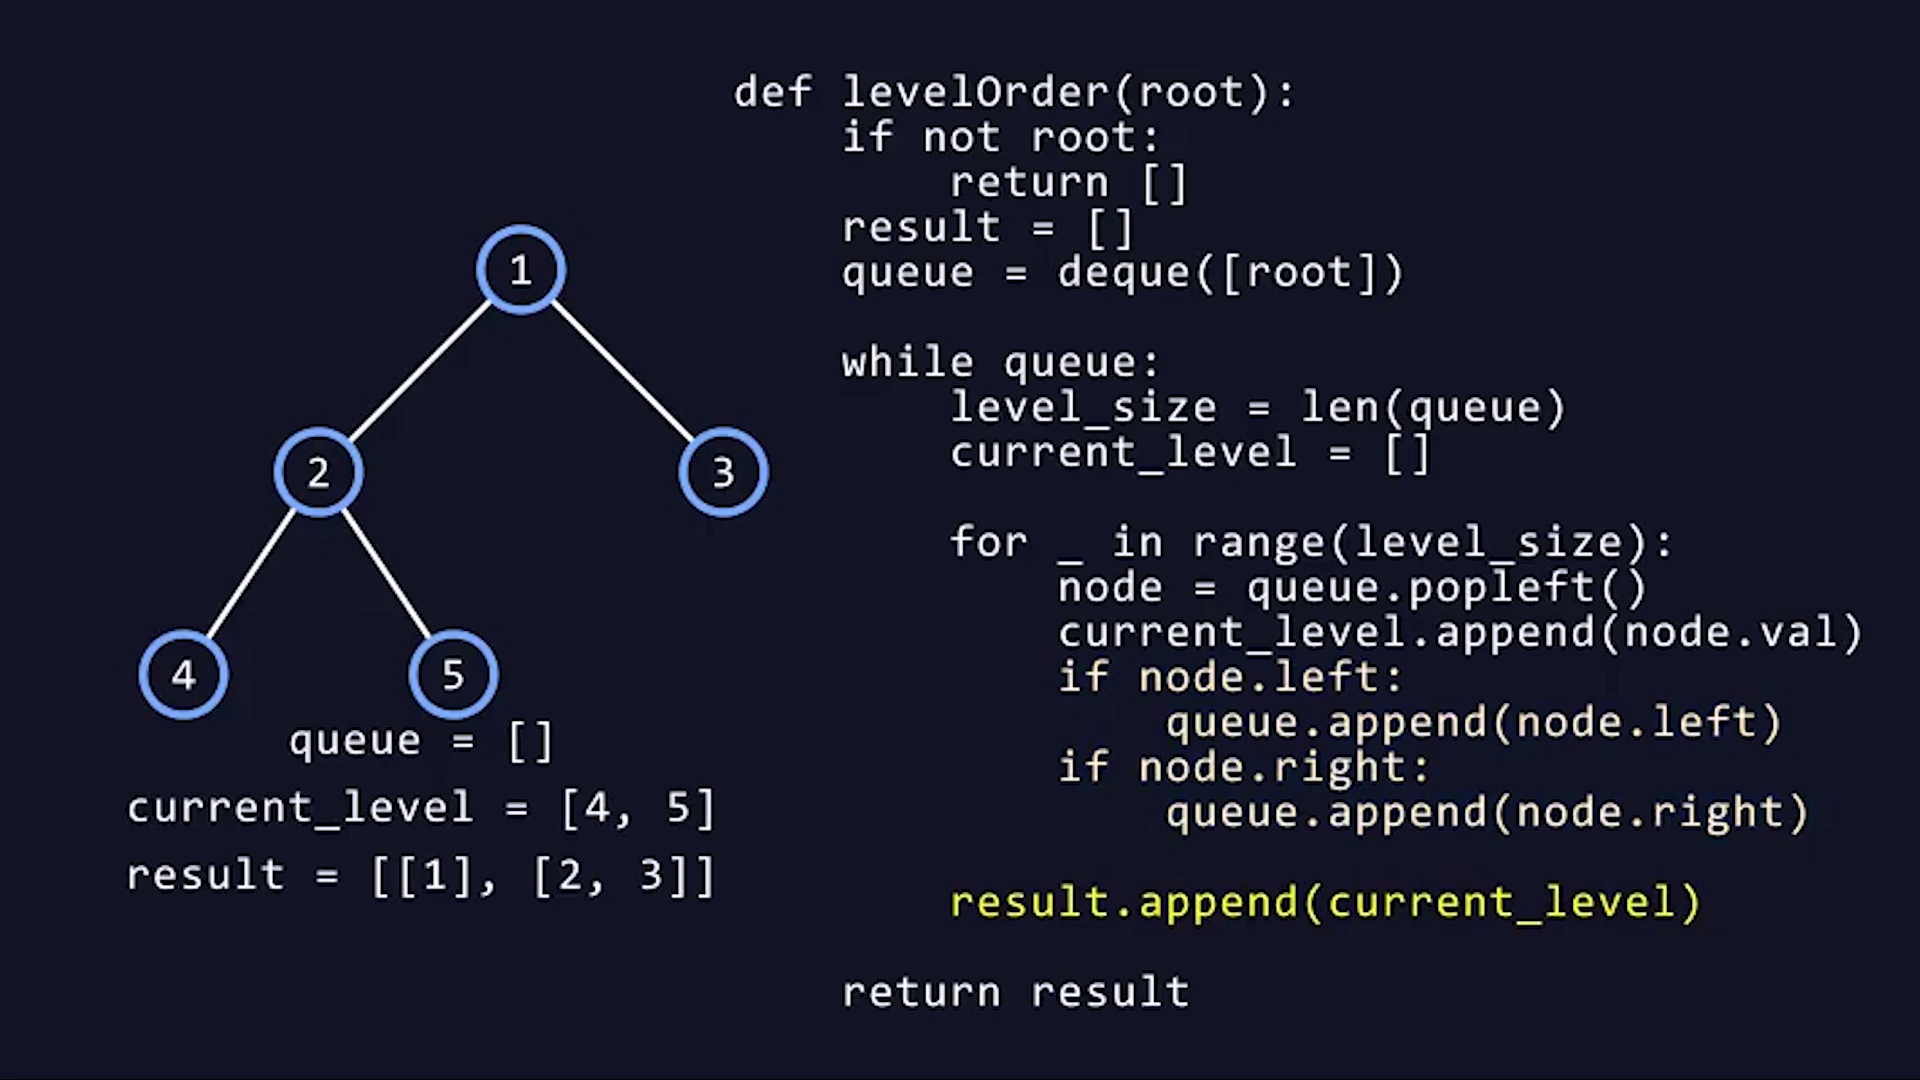 def levelOrder(root):
if not root:
return []
result = []
queue = deque([root])
while queue:
level_size = len(queue)
current_level = []
for _ in range(level_size):
node = queue.popleft()
current_level.append(node.val)
if node.left:
queue.append(node.left)
if node.right:
queue.append(node.right)
result.append(current_level)
return result
1
2
3
4
5
queue = []
current_level = [4, 5]
result = [[1], [2, 3]]